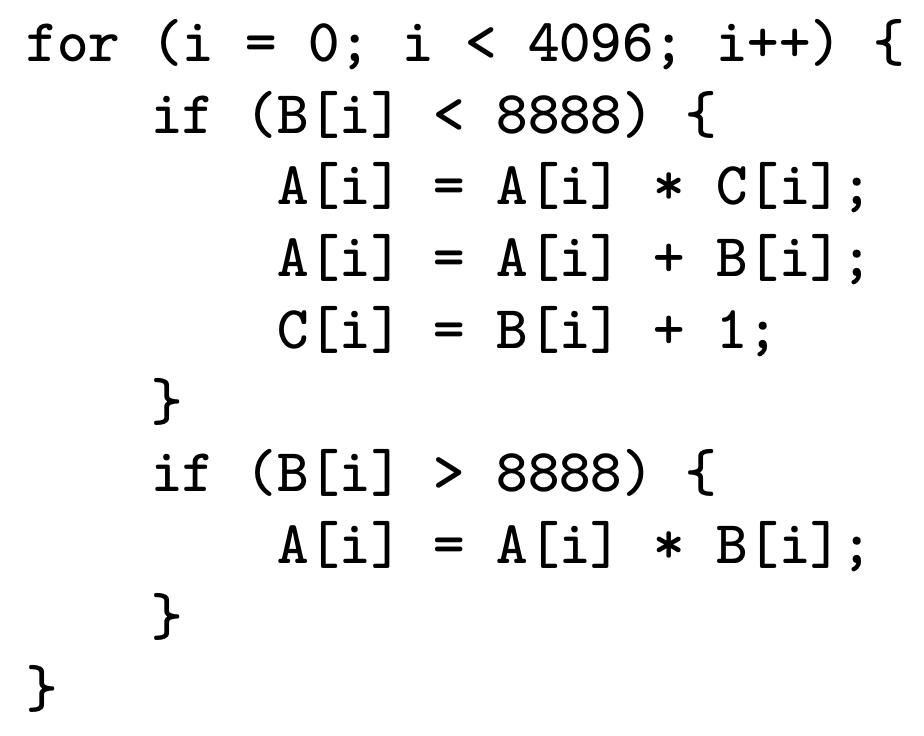 for (i = 0; i < 4096; i++) {
    if (B[i] < 8888) {
        A[i] = A[i] * C[i];
        A[i] = A[i] + B[i];
        C[i] = B[i] + 1;
    }
    if (B[i] > 8888) {
        A[i] = A[i] * B[i];
    }
}